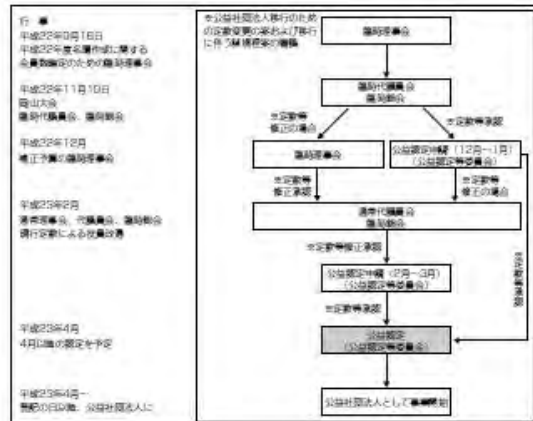 行 事
平成22年9月16日
平成22年度名簿作成に関する
会員数確定のための臨時理事会
平成22年11月10日
岡山大会
臨時代議員会、臨時総会
平成22年12月
補正予算の臨時理事会
平成23年2月
通常理事会、代議員会、臨時総会
現行定款による役員改選
平成23年4月
4月以降の認定を予定
平成23年4月～
登記の日以降、公益社団法人に
※公益社団法人移行のため
の定款変更の案および移行
に伴う
臨時理事会
臨時代議員会
臨時総会
※定款等
修正の場合
※定款等承認
臨時理事会
公益認定申請（12月～1月）
（公益認定等委員会）
※定款等
修正承認
※定款等
修正の場合
通常代議員会
臨時総会
※定款等修正承認
公益認定申請（2月～3月）
（公益認定等委員会）
※定款等承認
※定款等承認
公益認定
（公益認定等委員会）
公益社団法人として事業開始